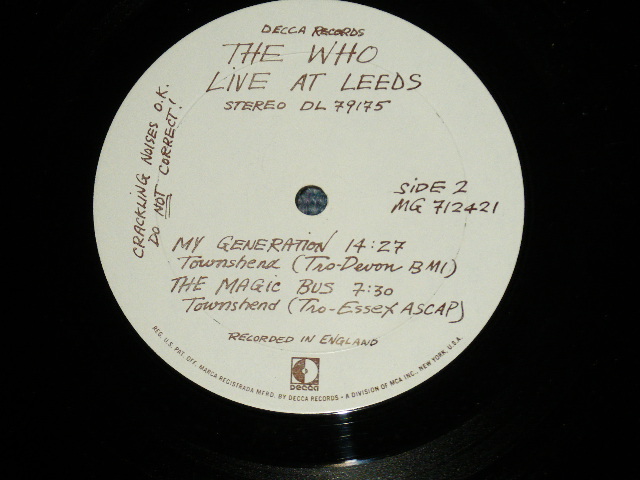 DECCA RECORDS
THE WHO
LiVE AT LEEDS
STEREO DL 79175
CRACKLING NOISES O.K.
DO NOT CORRECT!
SiDE 2
MG 712421
MY GENERATION 14:27
Townshend (Tro-Devon BMI)
THE MAGIC BUS 7:30
Townshend (Tro-Essex ASCAP)
RECORDED IN ENGLAND
DECCA
REG. U.S. PAT. OFF. MARCA REGISTRADA MFRD. BY DECCA RECORDS - A DIVISION OF MCA INC., NEW YORK, U.S.A.